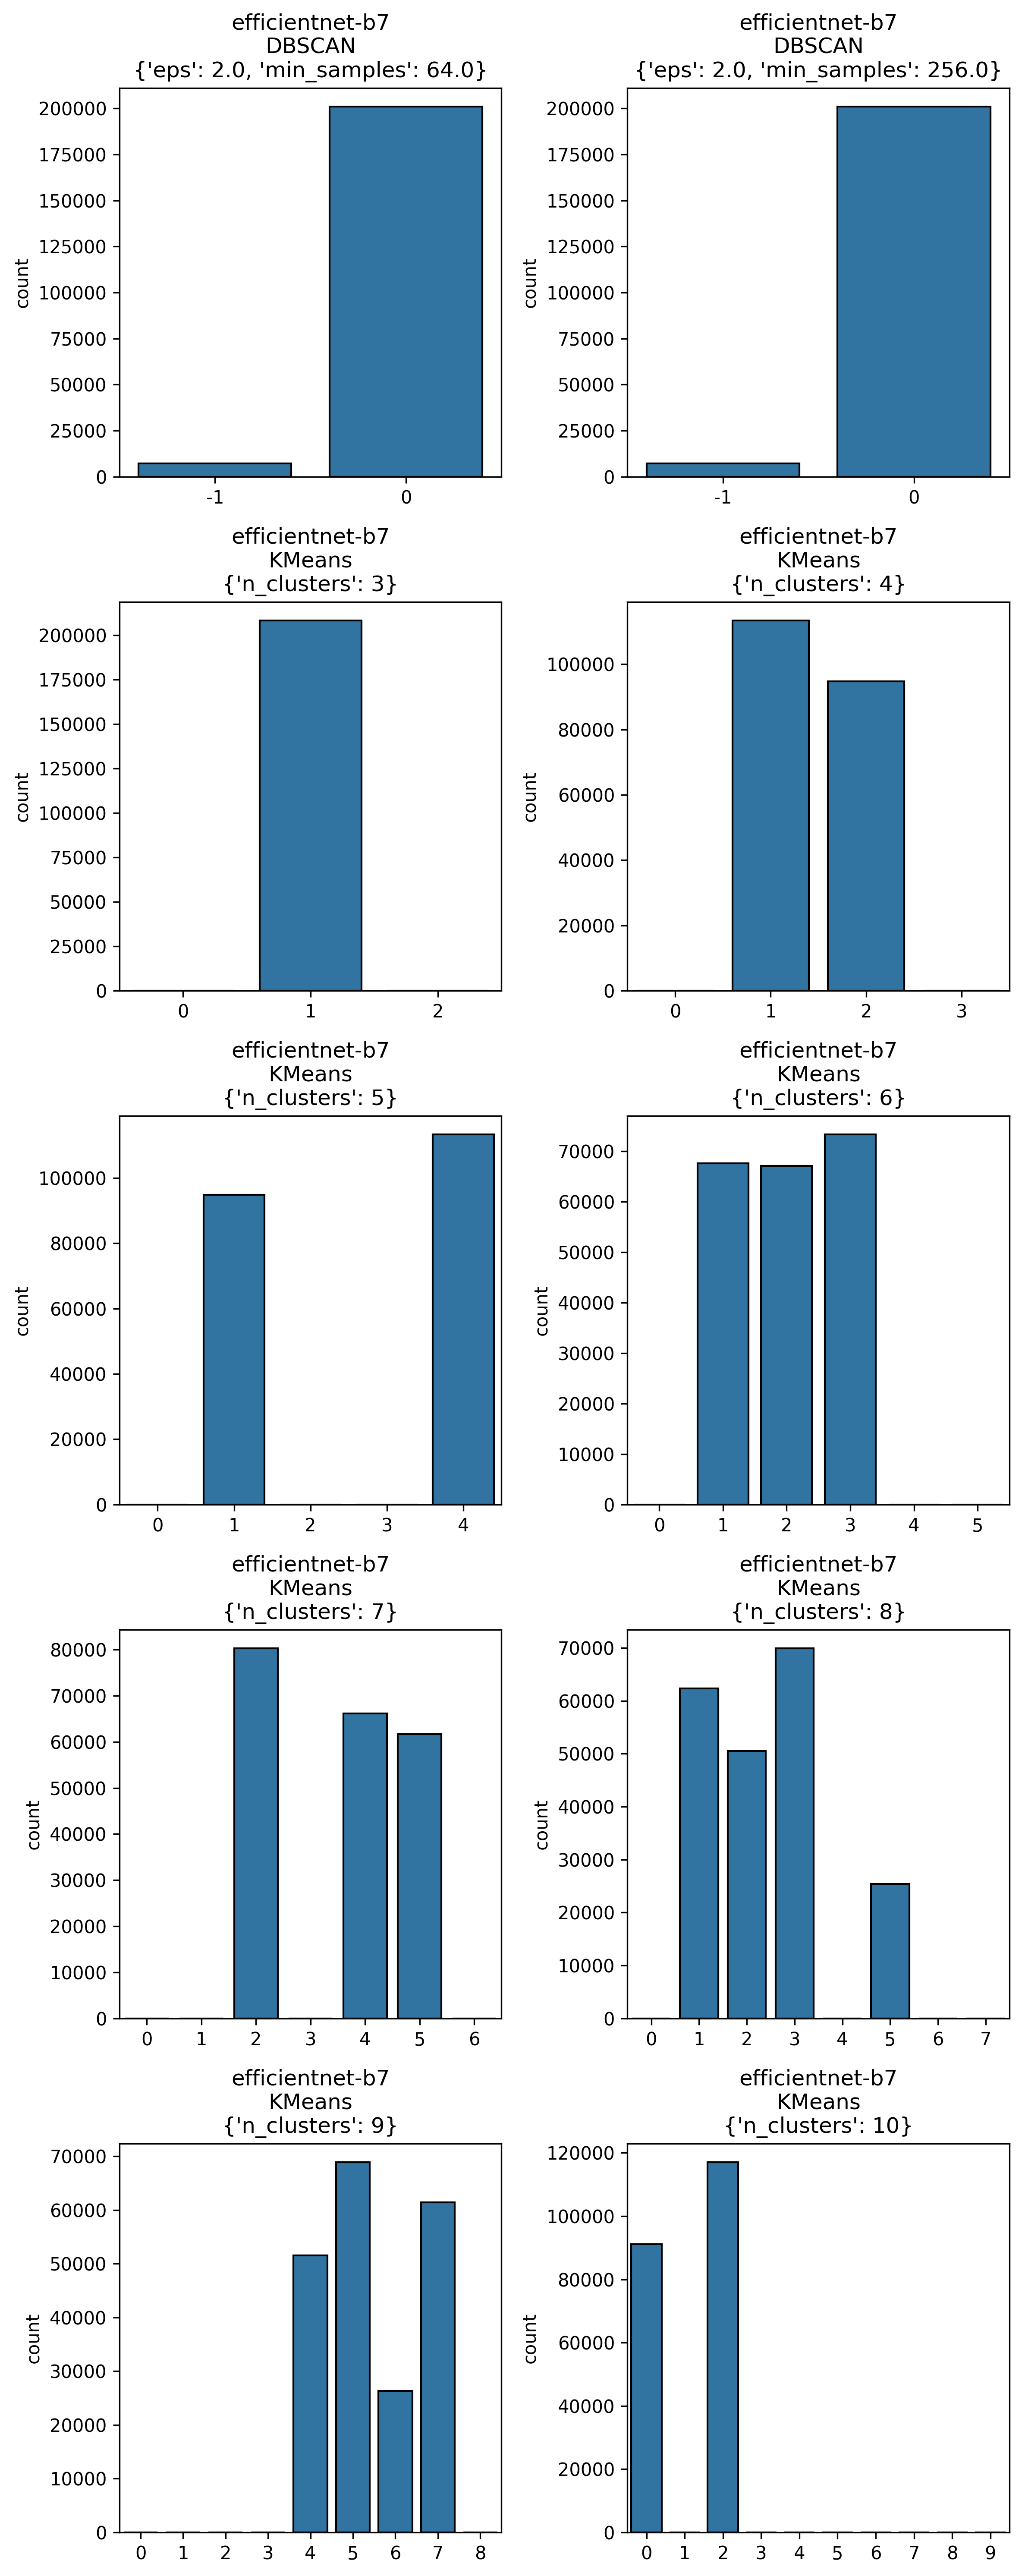 efficientnet-b7
DBSCAN
{'eps': 2.0, 'min_samples': 64.0}
200000
175000
150000
125000
100000
75000
50000
25000
0
count
-1 0
efficientnet-b7
DBSCAN
{'eps': 2.0, 'min_samples': 256.0}
200000
175000
150000
125000
100000
75000
50000
25000
0
count
-1 0
efficientnet-b7
KMeans
{'n_clusters': 3}
200000
175000
150000
125000
100000
75000
50000
25000
0
count
0 1 2
efficientnet-b7
KMeans
{'n_clusters': 4}
100000
80000
60000
40000
20000
0
count
0 1 2 3
efficientnet-b7
KMeans
{'n_clusters': 5}
100000
80000
60000
40000
20000
0
count
0 1 2 3 4
efficientnet-b7
KMeans
{'n_clusters': 6}
70000
60000
50000
40000
30000
20000
10000
0
count
0 1 2 3 4 5
efficientnet-b7
KMeans
{'n_clusters': 7}
80000
70000
60000
50000
40000
30000
20000
10000
0
count
0 1 2 3 4 5 6
efficientnet-b7
KMeans
{'n_clusters': 8}
70000
60000
50000
40000
30000
20000
10000
0
count
0 1 2 3 4 5 6 7
efficientnet-b7
KMeans
{'n_clusters': 9}
70000
60000
50000
40000
30000
20000
10000
0
count
0 1 2 3 4 5 6 7 8
efficientnet-b7
KMeans
{'n_clusters': 10}
120000
100000
80000
60000
40000
20000
0
count
0 1 2 3 4 5 6 7 8 9